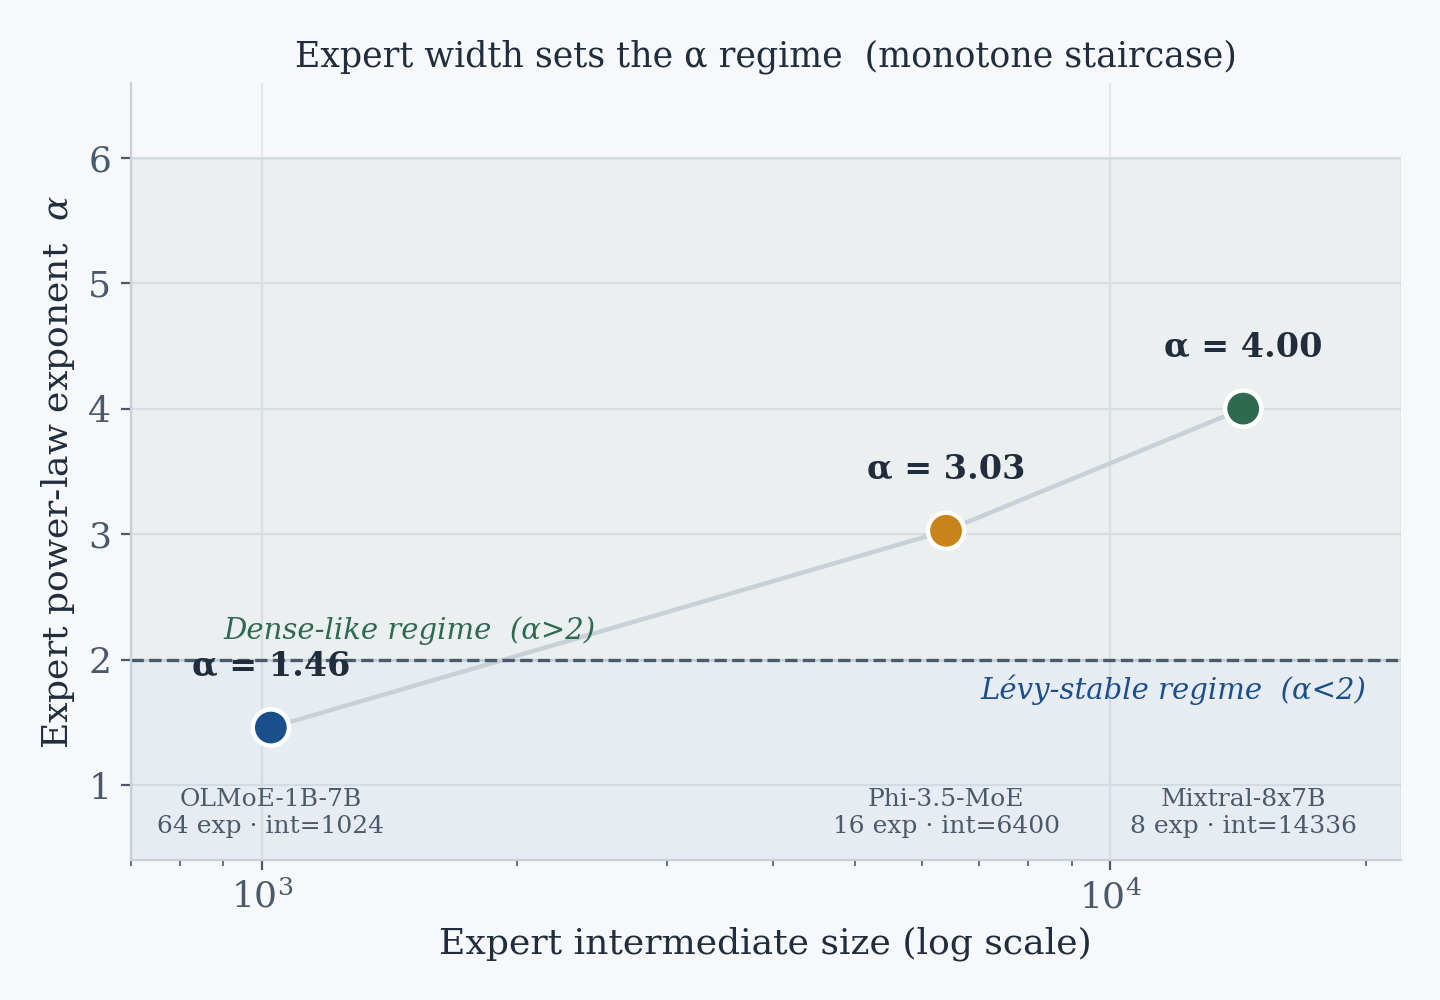 Expert width sets the α regime  (monotone staircase)
Expert power-law exponent  α
6
5
4
3
2
1
α = 4.00
α = 3.03
Dense-like regime  (α>2)
α = 1.46
Lévy-stable regime  (α<2)
OLMoE-1B-7B
64 exp · int=1024
Phi-3.5-MoE
16 exp · int=6400
Mixtral-8x7B
8 exp · int=14336
10³
10⁴
Expert intermediate size (log scale)